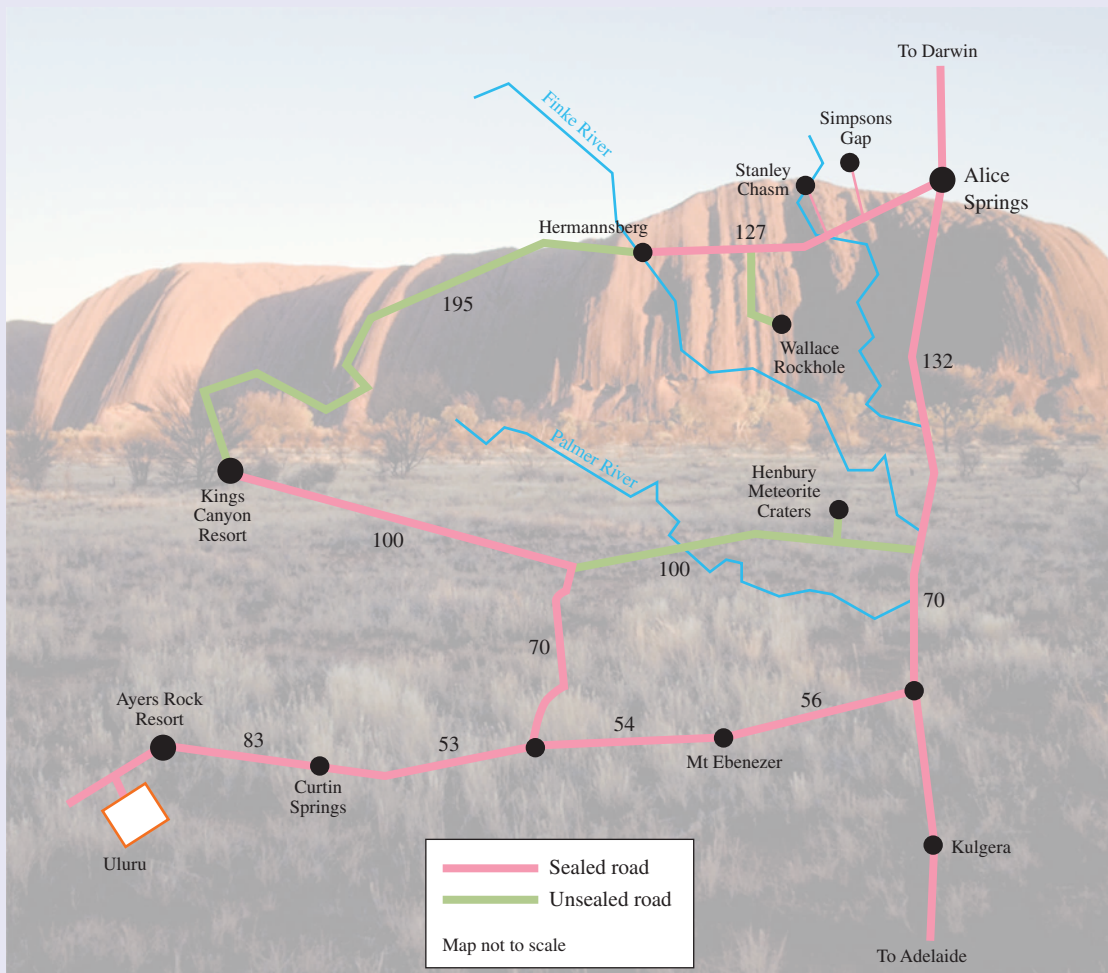 To Darwin
Simpsons
Gap
Finke River
Stanley
Chasm
Alice
Springs
Hermannsberg
127
195
Wallace
Rockhole
132
Palmer River
Henbury
Meteorite
Craters
Kings
Canyon
Resort
100
100
70
70
Ayers Rock
Resort
56
54
83
53
Mt Ebenezer
Curtin
Springs
Kulgera
Uluru
Sealed road
Unsealed road
Map not to scale
To Adelaide